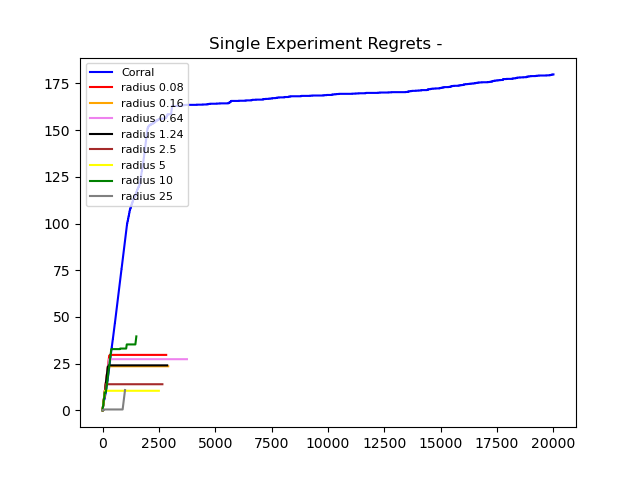 Single Experiment Regrets -
Corral
radius 0.08
radius 0.16
radius 0.64
radius 1.24
radius 2.5
radius 5
radius 10
radius 25
175
150
125
100
75
50
25
0
0 2500 5000 7500 10000 12500 15000 17500 20000